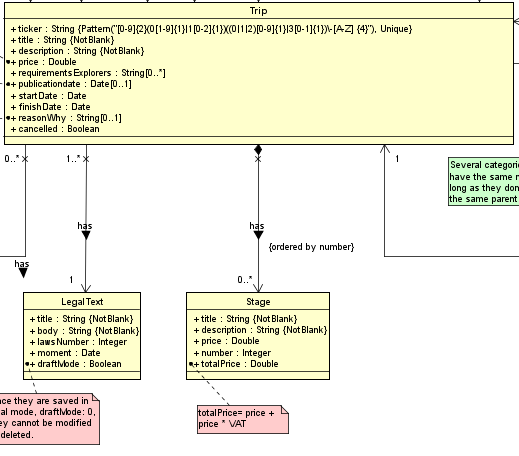 Trip
+ ticker : String {Pattern("[0-9]{2}(0[1-9]{1}|1[0-2]{1})((0|1|2)[0-9]{1}|3[0-1]{1})\-[A-Z] {4}"), Unique}
+ title : String {NotBlank}
+ description : String {NotBlank}
+ price : Double
+ requirementsExplorers : String[0..*]
+ publicationdate : Date[0..1]
+ startDate : Date
+ finishDate : Date
+ reasonWhy : String[0..1]
+ cancelled : Boolean
0..*
1..*
1
Several categorie
have the same n
long as they don
the same parent
has
has
{ordered by number}
has
1
0..*
LegalText
+ title : String {NotBlank}
+ body : String {NotBlank}
+ lawsNumber : Integer
+ moment : Date
+ draftMode : Boolean
Stage
+ title : String {NotBlank}
+ description : String {NotBlank}
+ price : Double
+ number : Integer
+ totalPrice : Double
nce they are saved in
al mode, draftMode: 0,
ey cannot be modified
deleted.
totalPrice= price +
price * VAT